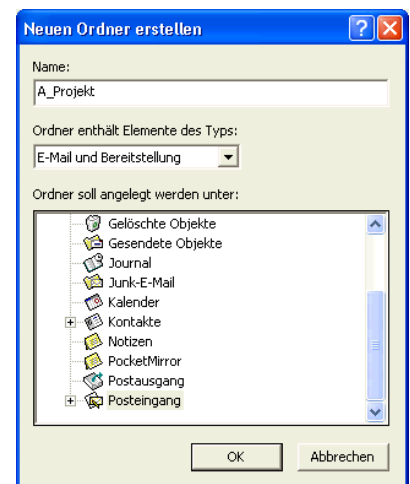 Neuen Ordner erstellen
Name:
A_Projekt
Ordner enthält Elemente des Typs:
E-Mail und Bereitstellung
Ordner soll angelegt werden unter:
Gelöschte Objekte
Gesendete Objekte
Journal
Junk-E-Mail
Kalender
Kontakte
Notizen
PocketMirror
Postausgang
Posteingang
OK Abbrechen